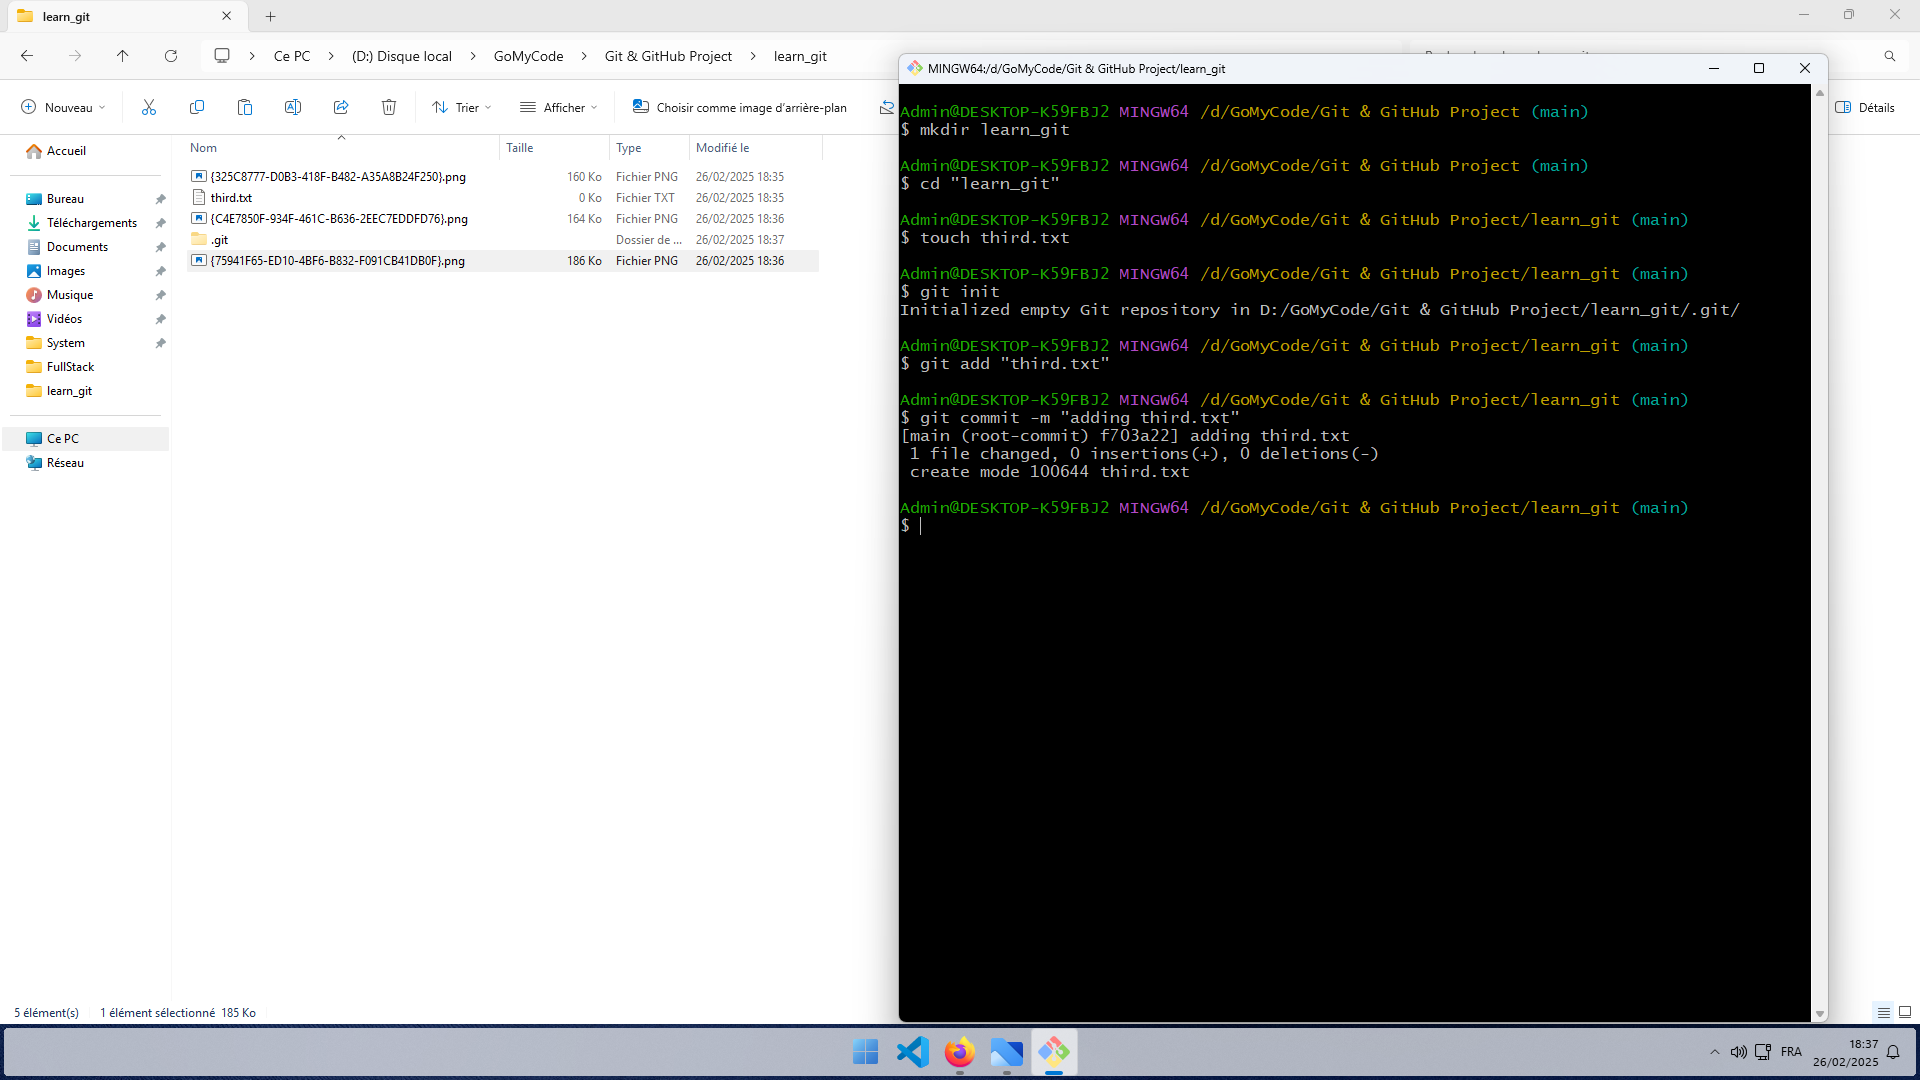 learn_git
Ce PC
(D:) Disque local
GoMyCode
Git & GitHub Project
learn_git
Nouveau
Trier
Afficher
Choisir comme image d'arrière-plan
Détails
Accueil
Bureau
Téléchargements
Documents
Images
Musique
Vidéos
System
FullStack
learn_git
Ce PC
Réseau
Nom Taille Type Modifié le
{325C8777-D0B3-418F-B482-A35A8B24F250}.png 160 Ko Fichier PNG 26/02/2025 18:35
third.txt 0 Ko Fichier TXT 26/02/2025 18:35
{C4E7850F-934F-461C-B636-2EEC7EDDFD76}.png 164 Ko Fichier PNG 26/02/2025 18:36
.git Dossier de ... 26/02/2025 18:37
{75941F65-ED10-4BF6-B832-F091CB41DB0F}.png 186 Ko Fichier PNG 26/02/2025 18:36
5 élément(s) 1 élément sélectionné 185 Ko
MINGW64:/d/GoMyCode/Git & GitHub Project/learn_git
Admin@DESKTOP-K59FBJ2 MINGW64 /d/GoMyCode/Git & GitHub Project (main)
$ mkdir learn_git
Admin@DESKTOP-K59FBJ2 MINGW64 /d/GoMyCode/Git & GitHub Project (main)
$ cd "learn_git"
Admin@DESKTOP-K59FBJ2 MINGW64 /d/GoMyCode/Git & GitHub Project/learn_git (main)
$ touch third.txt
Admin@DESKTOP-K59FBJ2 MINGW64 /d/GoMyCode/Git & GitHub Project/learn_git (main)
$ git init
Initialized empty Git repository in D:/GoMyCode/Git & GitHub Project/learn_git/.git/
Admin@DESKTOP-K59FBJ2 MINGW64 /d/GoMyCode/Git & GitHub Project/learn_git (main)
$ git add "third.txt"
Admin@DESKTOP-K59FBJ2 MINGW64 /d/GoMyCode/Git & GitHub Project/learn_git (main)
$ git commit -m "adding third.txt"
[main (root-commit) f703a22] adding third.txt
1 file changed, 0 insertions(+), 0 deletions(-)
create mode 100644 third.txt
Admin@DESKTOP-K59FBJ2 MINGW64 /d/GoMyCode/Git & GitHub Project/learn_git (main)
$
FRA
18:37
26/02/2025